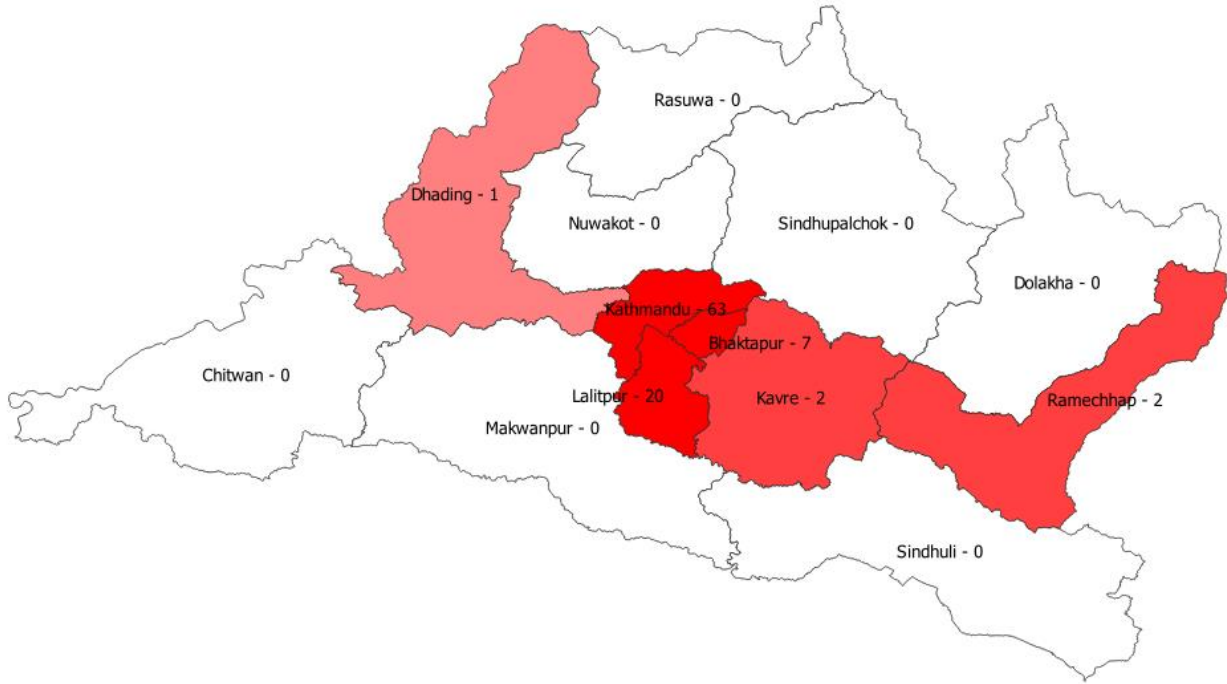 Rasuwa - 0
Dhading - 1
Nuwakot - 0
Sindhupalchok - 0
Dolakha - 0
Kathmandu - 63
Bhaktapur - 7
Chitwan - 0
Lalitpur - 20
Kavre - 2
Ramechhap - 2
Makwanpur - 0
Sindhuli - 0